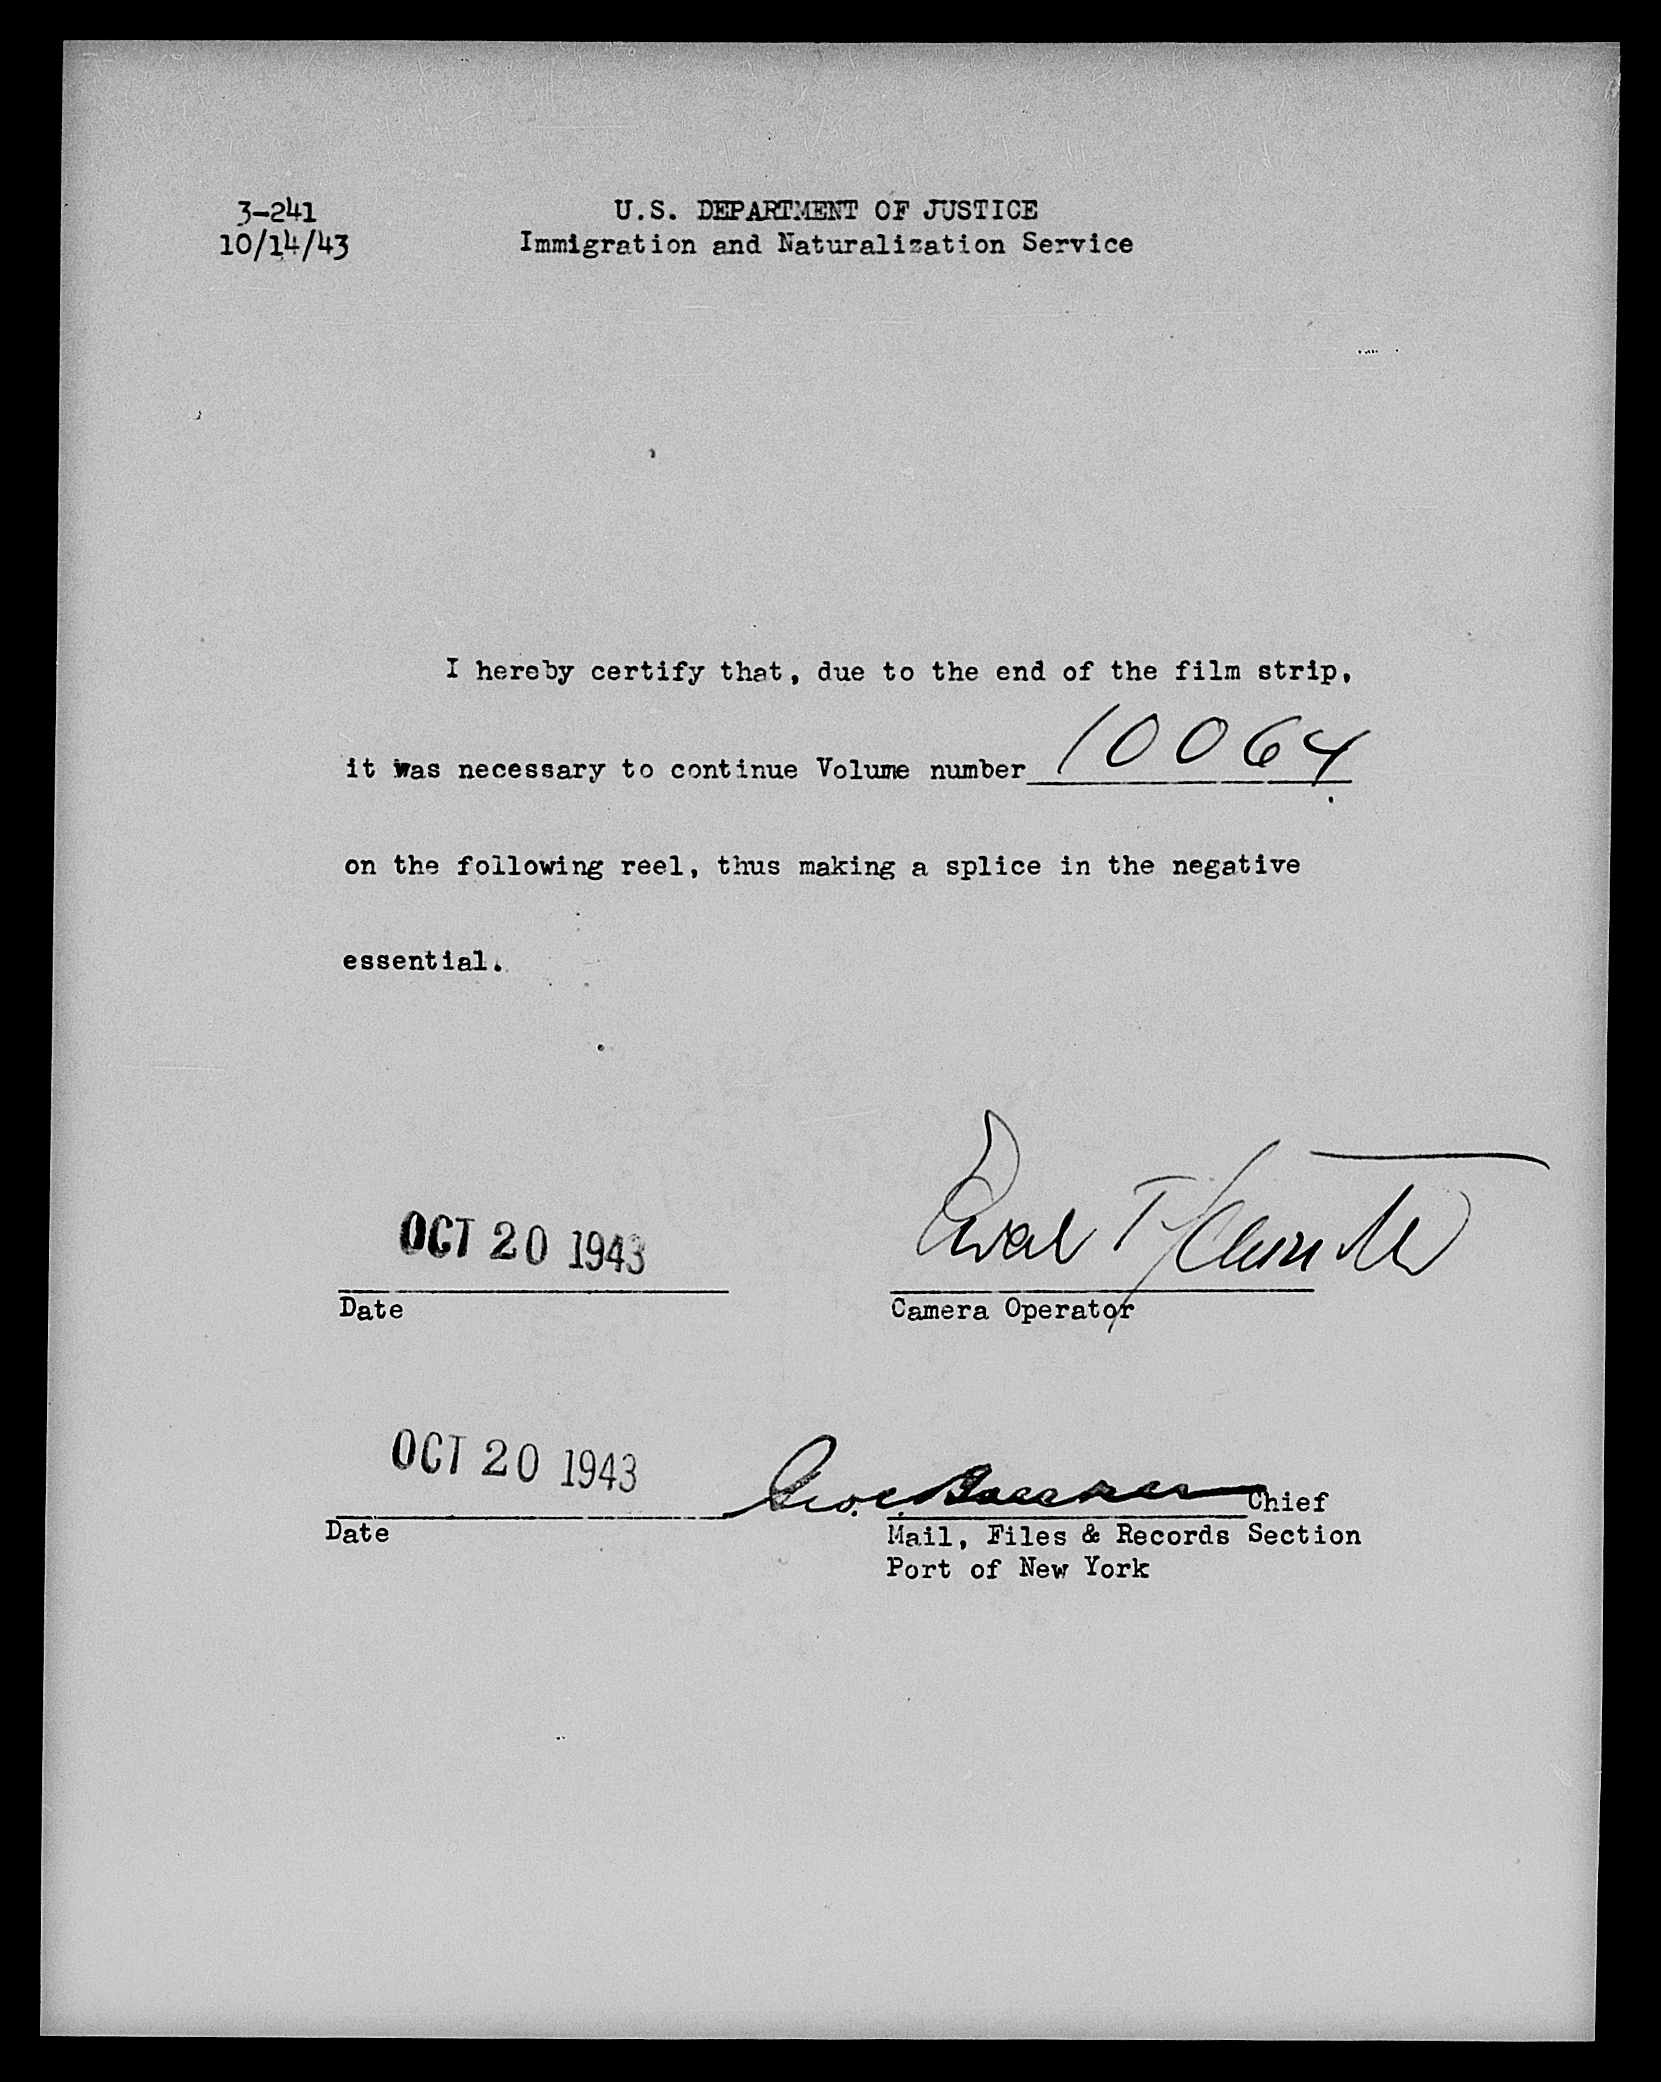 3-241
10/14/43
U.S. DEPARTMENT OF JUSTICE
Immigration and Naturalization Service
I hereby certify that, due to the end of the film strip,
it was necessary to continue Volume number 10064
on the following reel, thus making a splice in the negative
essential.
OCT 20 1943
Date
Camera Operator
OCT 20 1943
Date
Geo. Chief
Mail, Files & Records Section
Port of New York